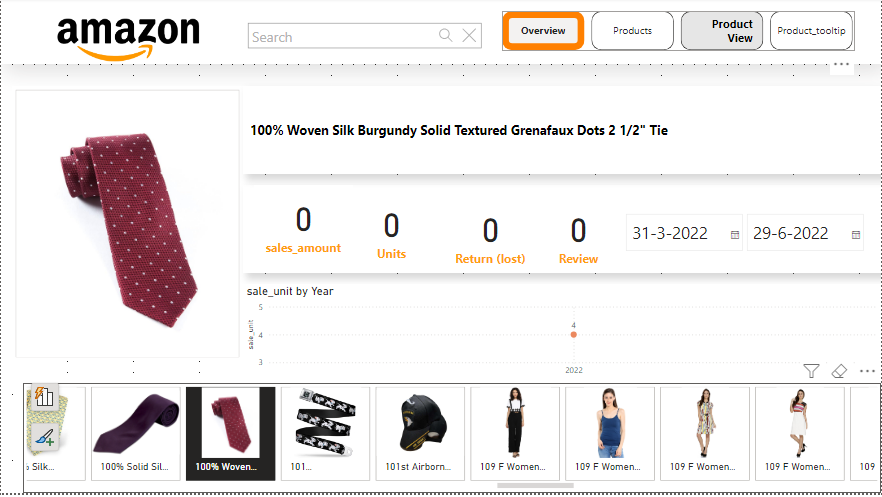 amazon
Search
Overview
Products
Product
View
Product_tooltip
100% Woven Silk Burgundy Solid Textured Grenafaux Dots 2 1/2" Tie
0
sales_amount
0
Units
0
Return (lost)
0
Review
31-3-2022
29-6-2022
sale_unit by Year
sale_unit
5
4
3
4
2022
% Silk...
100% Solid Sil...
100% Woven...
101...
101st Airborn...
109 F Women...
109 F Women...
109 F Women...
109 F Women...
109 F